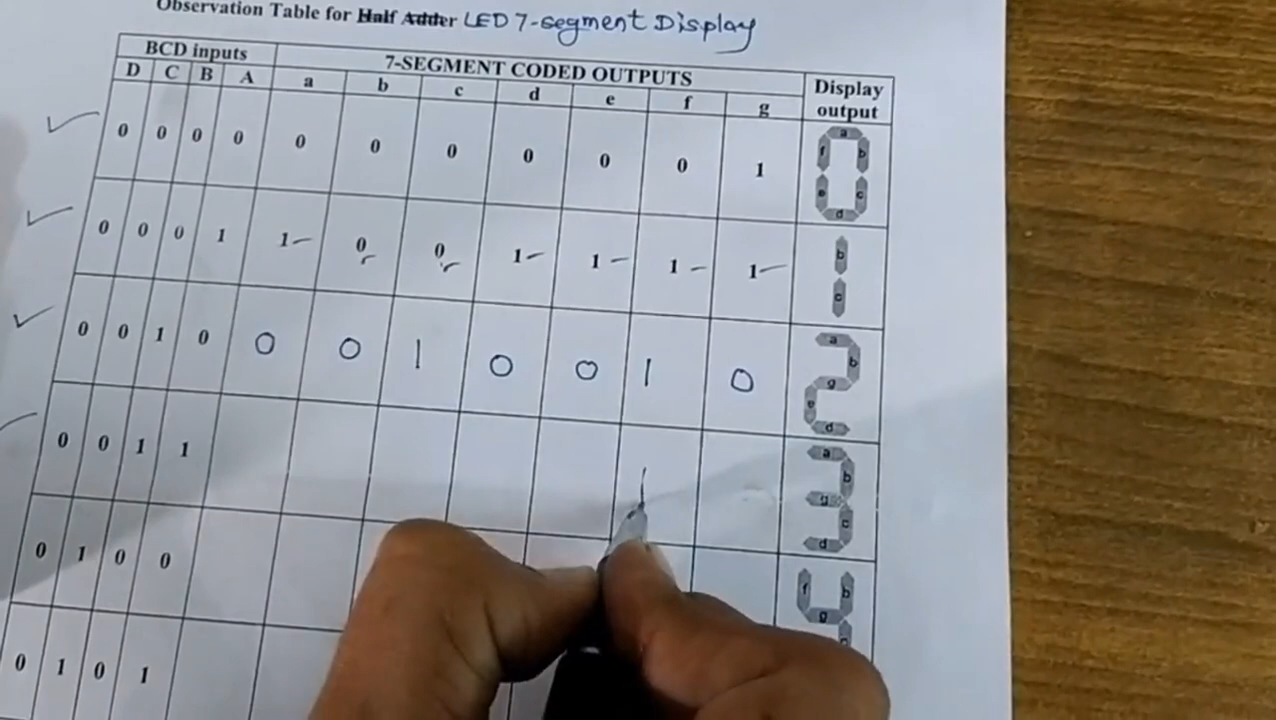 Observation Table for Half Adder LED 7-segment Display
BCD inputs 7-SEGMENT CODED OUTPUTS Display output
D C B A a b c d e f g
0 0 0 0 0 0 0 0 0 0 1 a f b e c d
0 0 0 1 1 0 0 1 1 1 1 b c
0 0 1 0 0 0 1 0 0 1 0 a b g e d
0 0 1 1 1 a b g c d
0 1 0 0 f b g
0 1 0 1